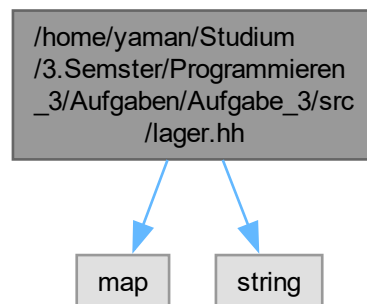 /home/yaman/Studium
/3.Semster/Programmieren
_3/Aufgaben/Aufgabe_3/src
/lager.hh
map
string